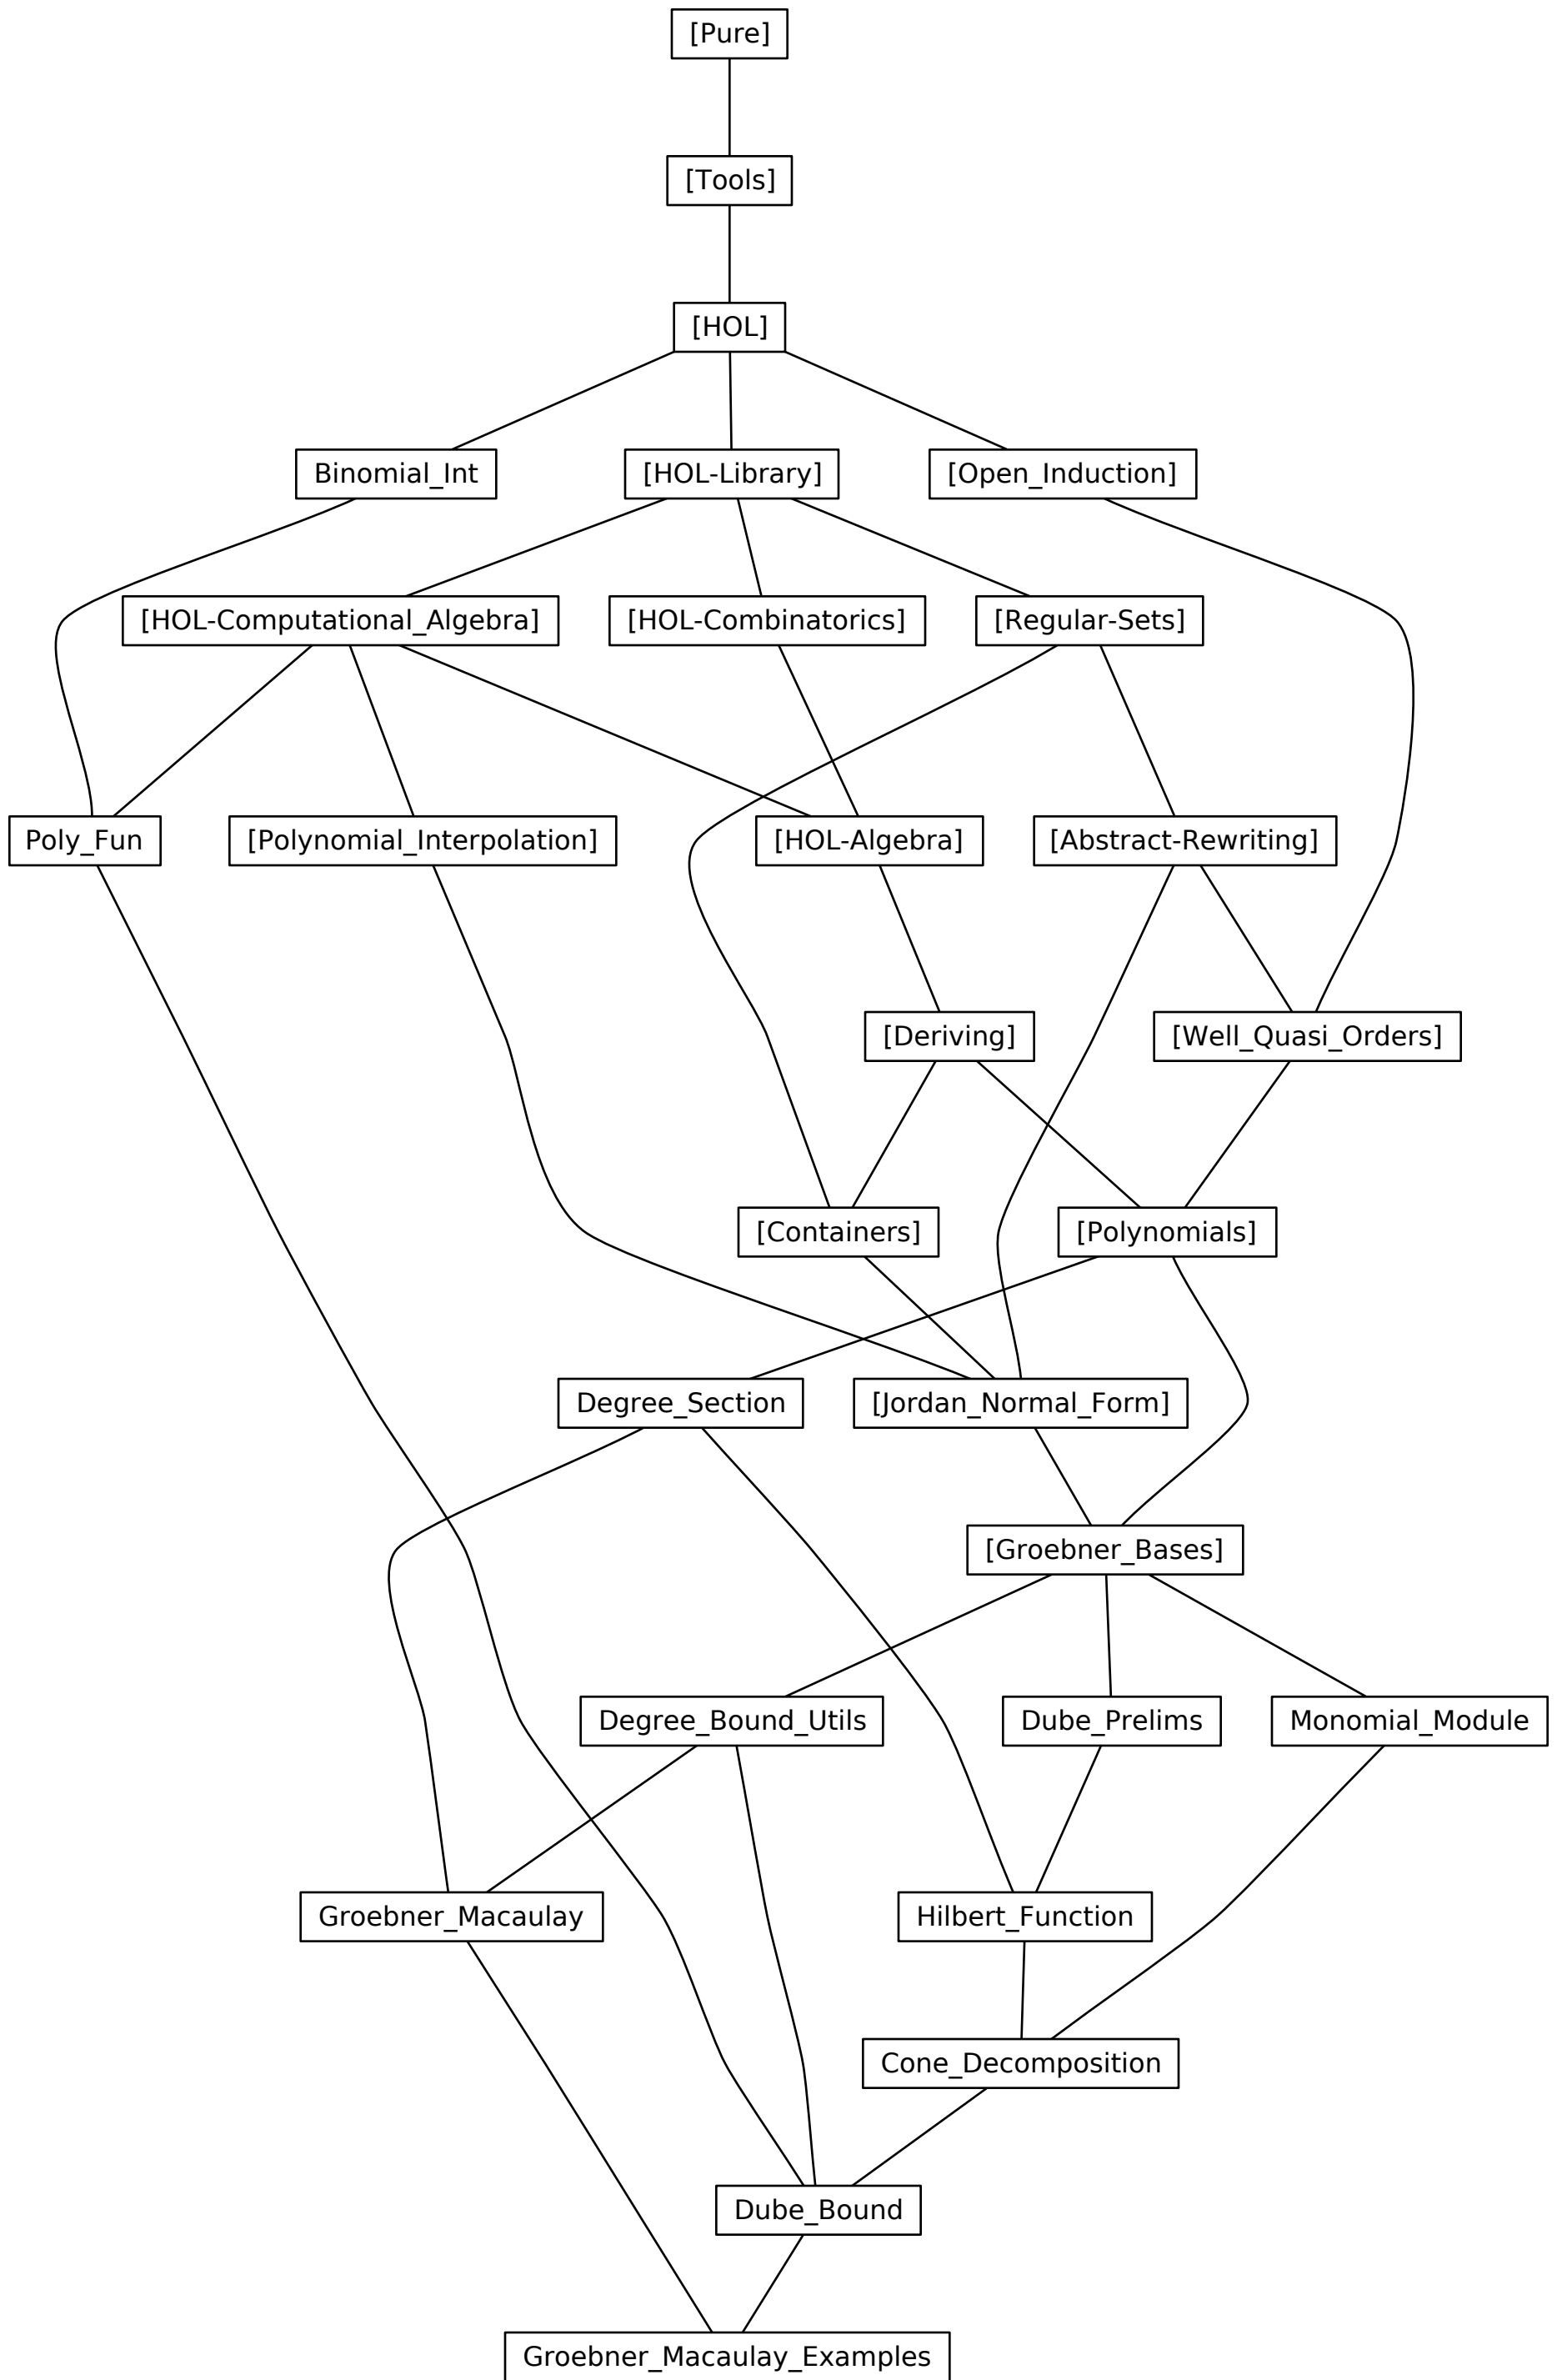 [Pure]
[Tools]
[HOL]
Binomial_Int
[HOL-Library]
[Open_Induction]
[HOL-Computational_Algebra]
[HOL-Combinatorics]
[Regular-Sets]
Poly_Fun
[Polynomial_Interpolation]
[HOL-Algebra]
[Abstract-Rewriting]
[Deriving]
[Well_Quasi_Orders]
[Containers]
[Polynomials]
Degree_Section
[Jordan_Normal_Form]
[Groebner_Bases]
Degree_Bound_Utils
Dube_Prelims
Monomial_Module
Groebner_Macaulay
Hilbert_Function
Cone_Decomposition
Dube_Bound
Groebner_Macaulay_Examples